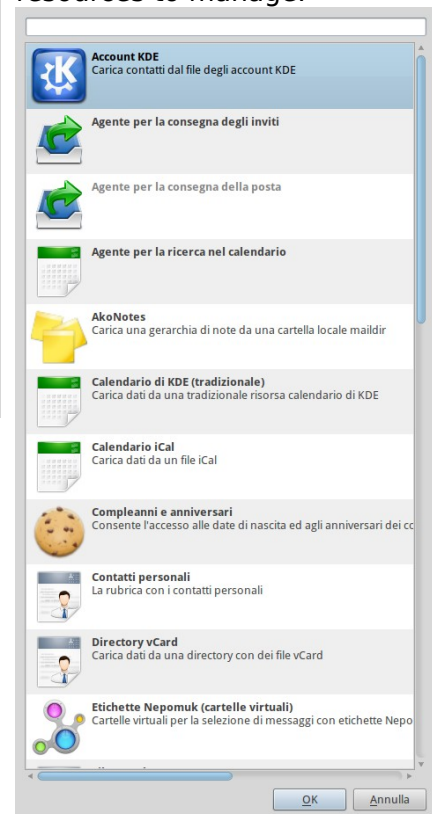 resources to manage.
Account KDE
Carica contatti dal file degli account KDE
Agente per la consegna degli inviti
Agente per la consegna della posta
Agente per la ricerca nel calendario
AkoNotes
Carica una gerarchia di note da una cartella locale maildir
Calendario di KDE (tradizionale)
Carica dati da una tradizionale risorsa calendario di KDE
Calendario iCal
Carica dati da un file iCal
Compleanni e anniversari
Consente l'accesso alle date di nascita ed agli anniversari dei
Contatti personali
La rubrica con i contatti personali
Directory vCard
Carica dati da una directory con dei file vCard
Etichette Nepomuk (cartelle virtuali)
Cartelle virtuali per la selezione di messaggi con etichette Nepo
OK Annulla